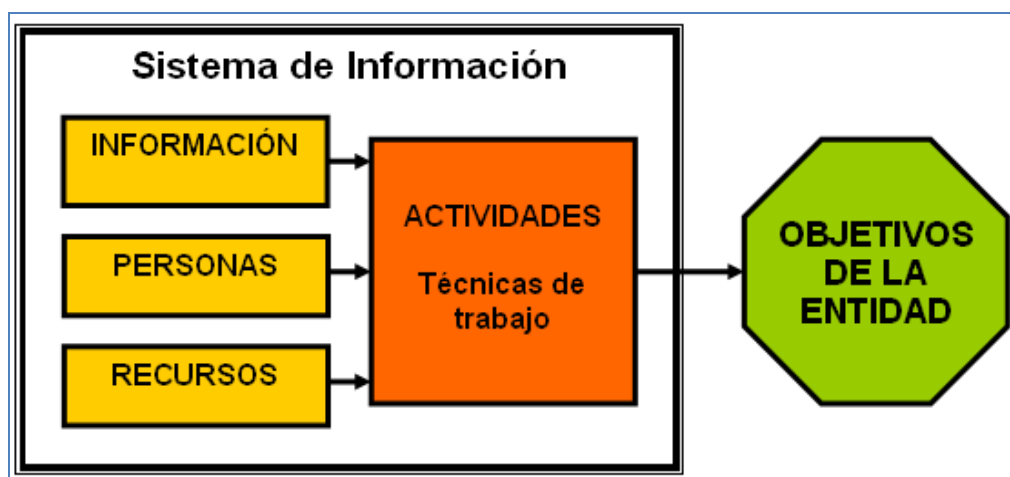 Sistema de Información
INFORMACIÓN
PERSONAS
RECURSOS
ACTIVIDADES
Técnicas de
trabajo
OBJETIVOS
DE LA
ENTIDAD